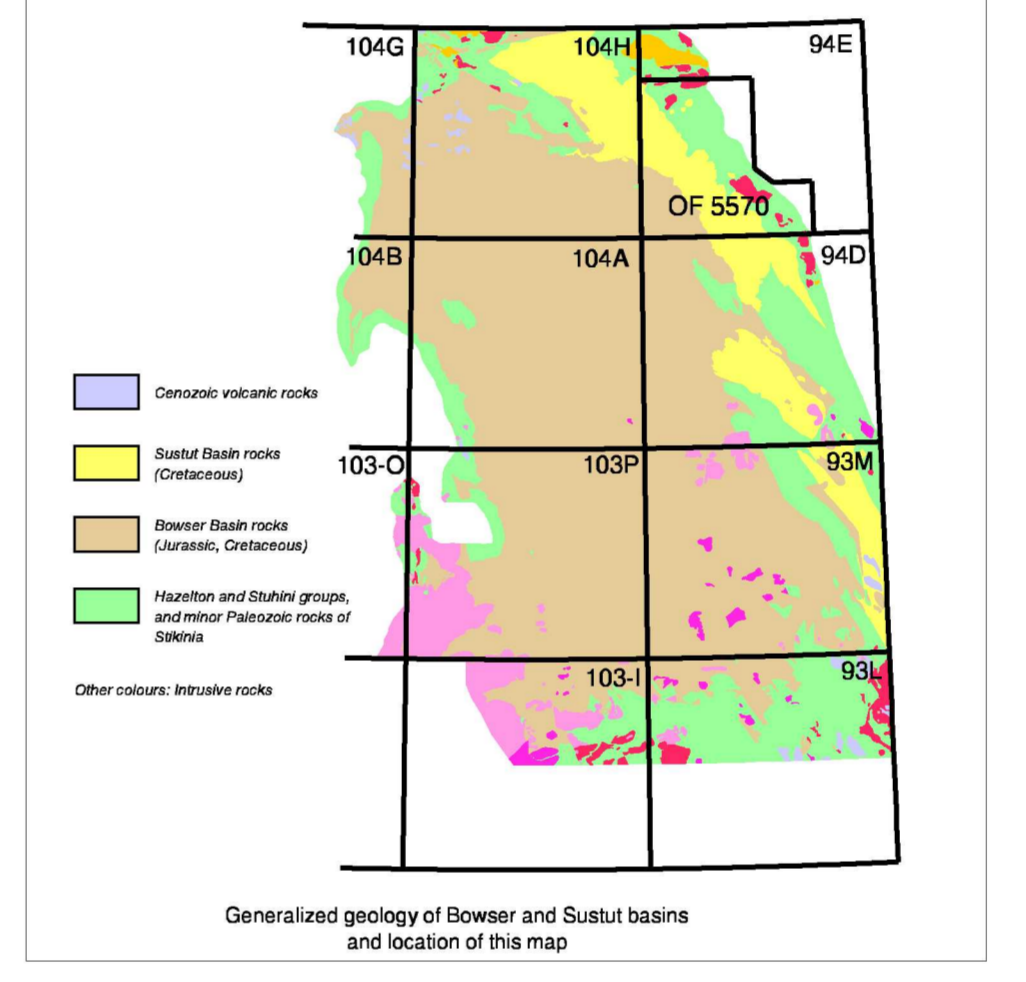 104G
104H
94E
OF 5570
104B
104A
94D
Cenozoic volcanic rocks
Sustut Basin rocks
(Cretaceous)
103-O
103P
93M
Bowser Basin rocks
(Jurassic, Cretaceous)
Hazelton and Stuhini groups,
and minor Paleozoic rocks of
Stikinia
Other colours: Intrusive rocks
103-I
93L
Generalized geology of Bowser and Sustut basins
and location of this map